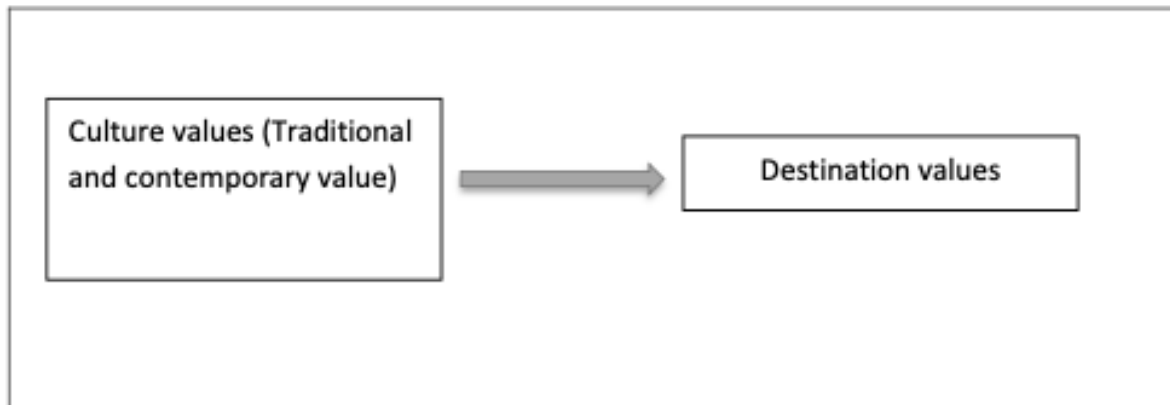 Culture values (Traditional
and contemporary value)
Destination values